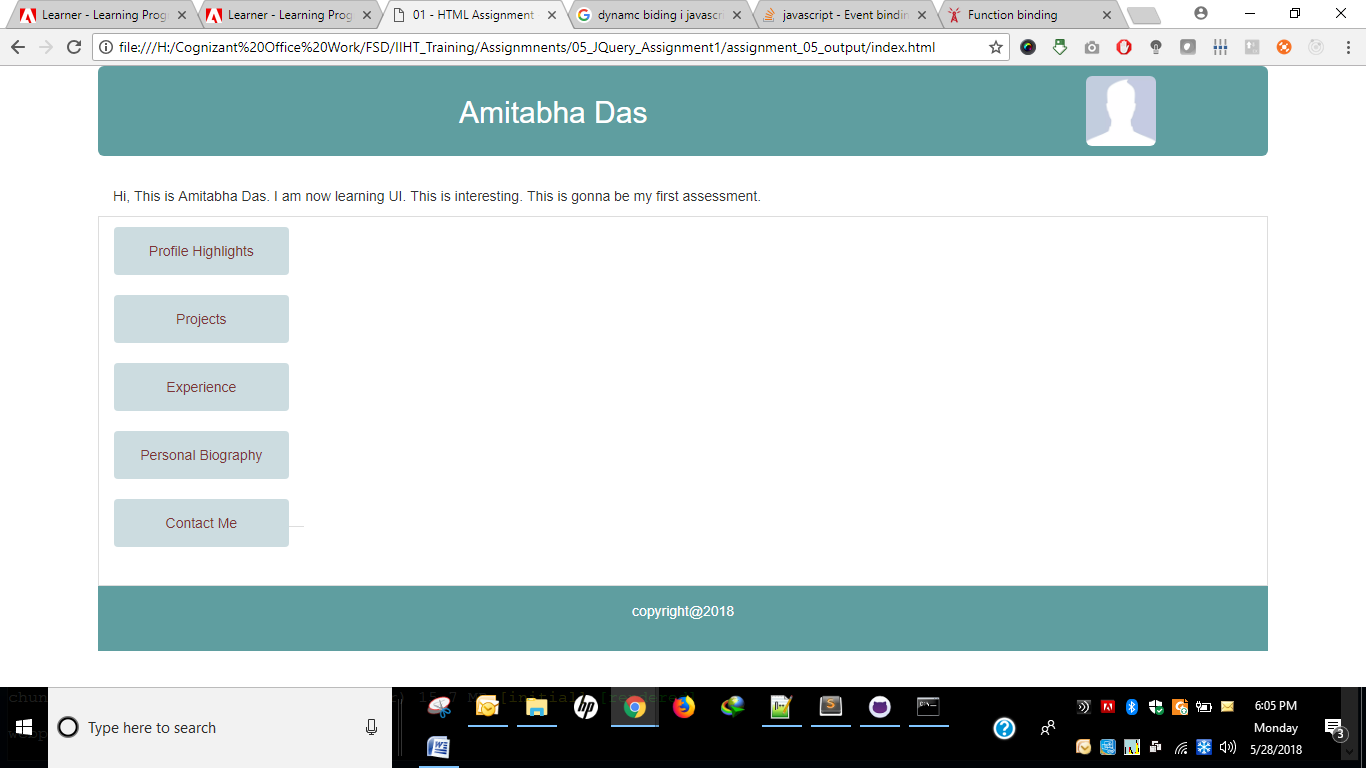 Learner - Learning Prog
Learner - Learning Prog
01 - HTML Assignment
dynamc biding i javascri
javascript - Event bindin
Function binding
file:///H:/Cognizant%20Office%20Work/FSD/IIHT_Training/Assignmnents/05_JQuery_Assignment1/assignment_05_output/index.html
Amitabha Das
Hi, This is Amitabha Das. I am now learning UI. This is interesting. This is gonna be my first assessment.
Profile Highlights
Projects
Experience
Personal Biography
Contact Me
copyright@2018
Type here to search
6:05 PM
Monday
5/28/2018
3